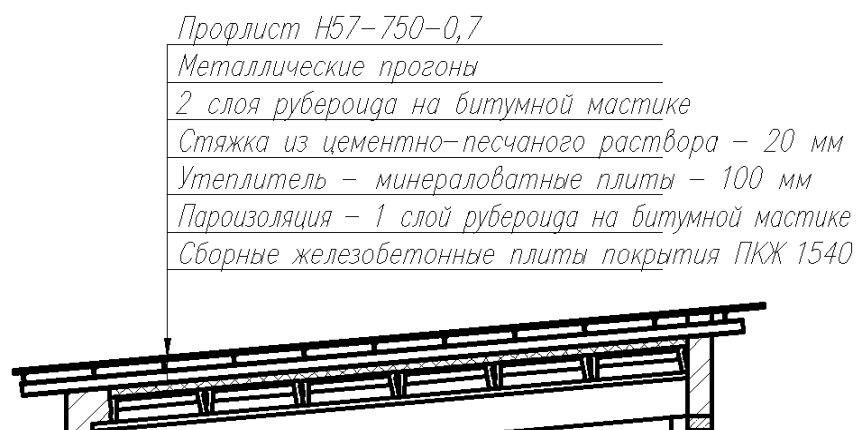 Профлист Н57-750-0,7
Металлические прогоны
2 слоя рубероида на битумной мастике
Стяжка из цементно-песчаного раствора - 20 мм
Утеплитель - минераловатные плиты - 100 мм
Пароизоляция - 1 слой рубероида на битумной мастике
Сборные железобетонные плиты покрытия ПКЖ 1540